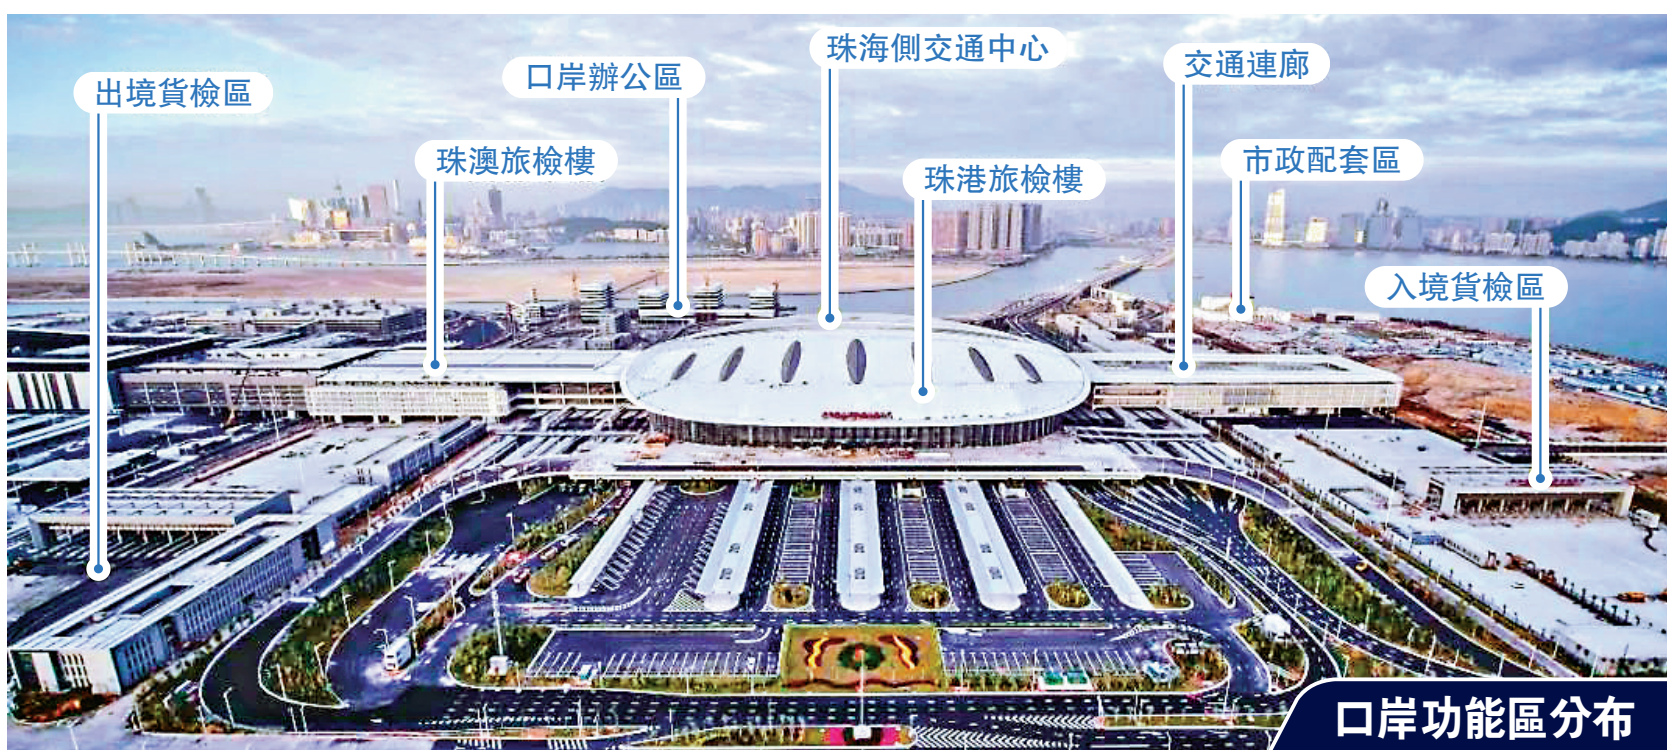 珠海側交通中心
口岸辦公區
交通連廊
出境貨檢區
珠澳旅檢樓
珠港旅檢樓
市政配套區
入境貨檢區
口岸功能區分布